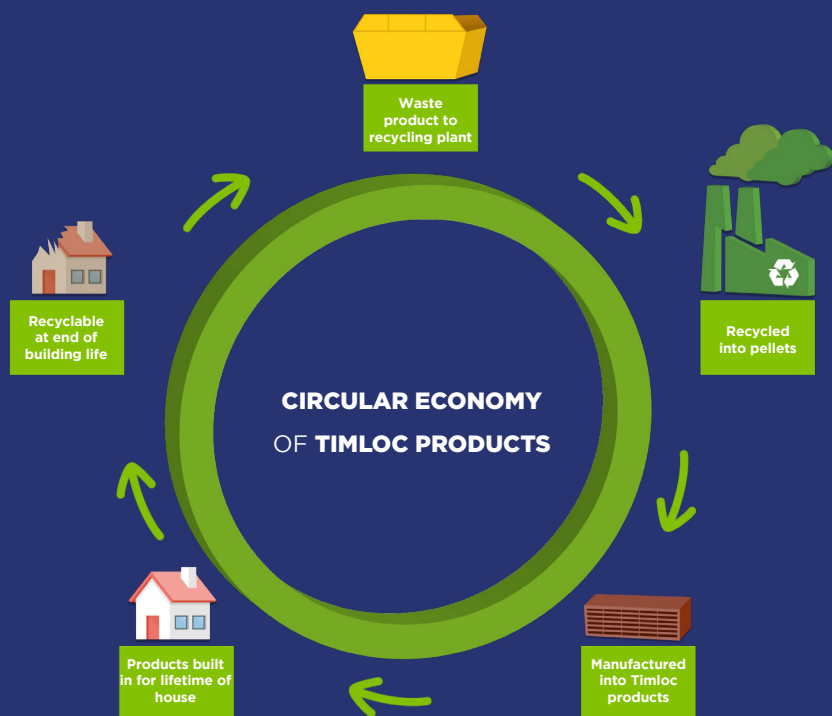 Waste
product to
recycling plant
Recycled
into pellets
Manufactured
into Timloc
products
Products built
in for lifetime of
house
Recyclable
at end of
building life
CIRCULAR ECONOMY
OF TIMLOC PRODUCTS